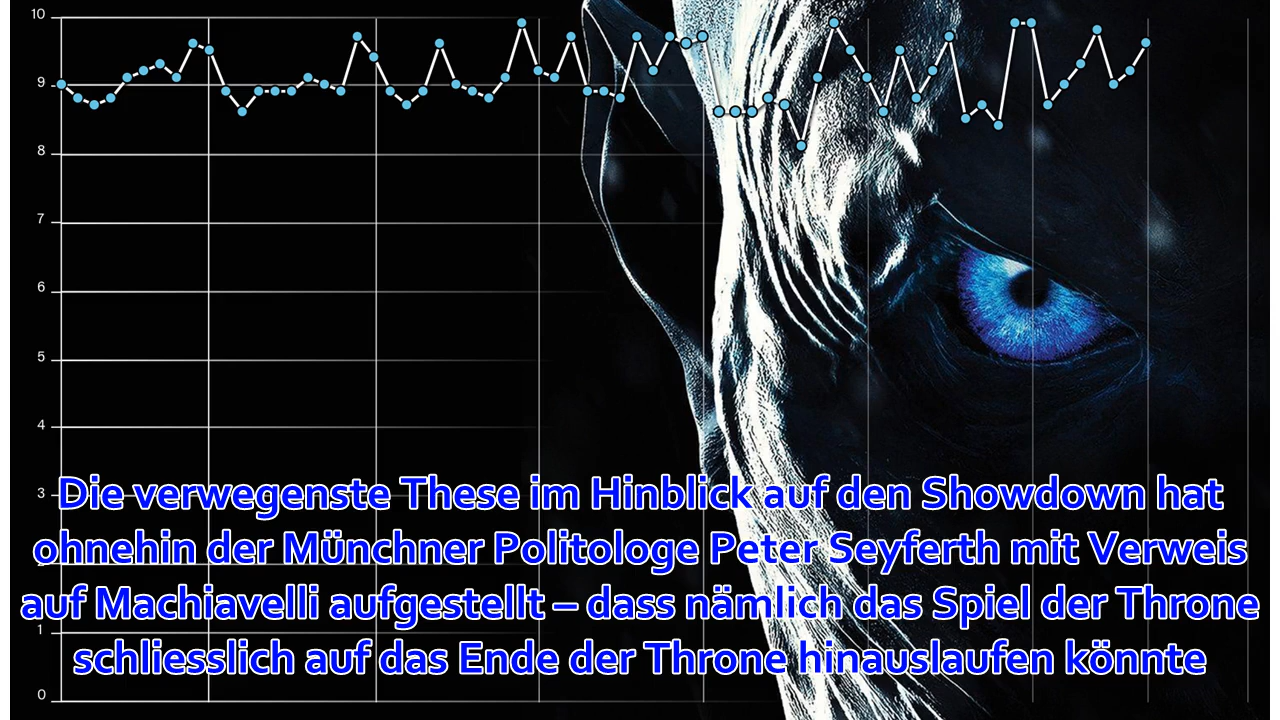 10
9
8
7
6
5
4
3
Die verwegenste These im Hinblick auf den Showdown hat
ohnehin der Münchner Politologe Peter Seyferth mit Verweis
auf Machiavelli aufgestellt – dass nämlich das Spiel der Throne
1
schliesslich auf das Ende der Throne hinauslaufen könnte
0